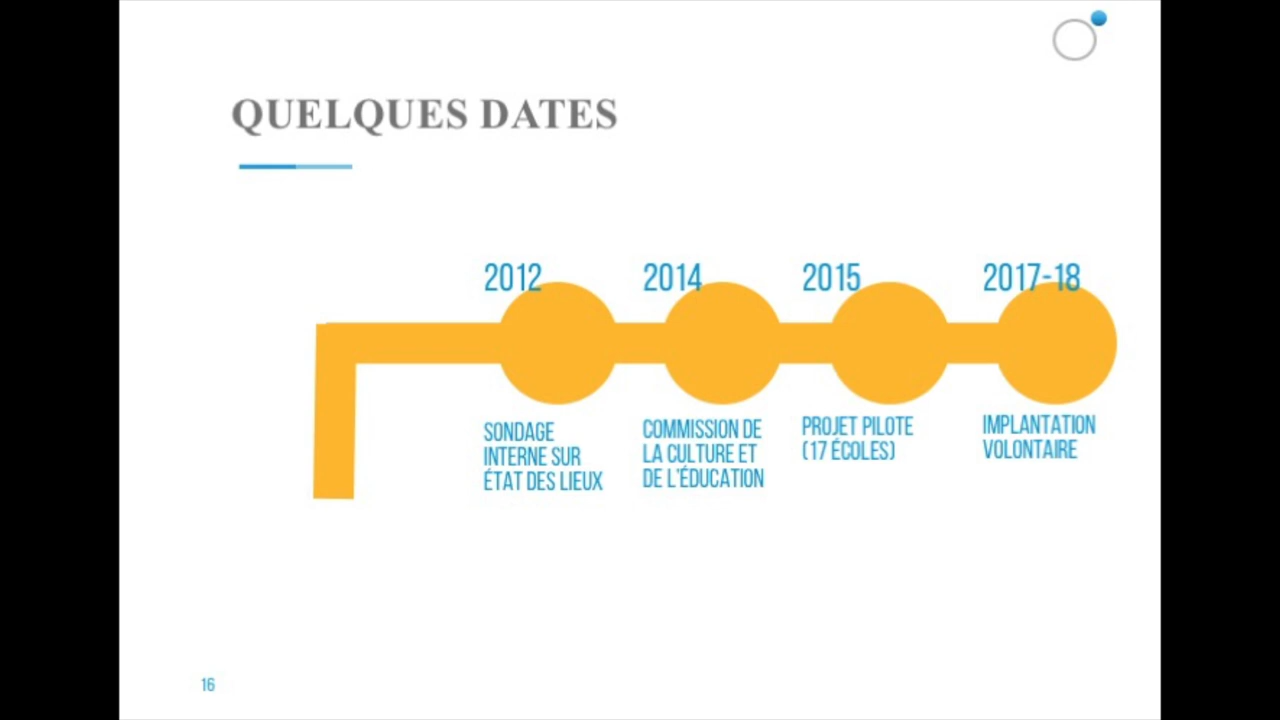 QUELQUES DATES
2012
2014
2015
2017-18
SONDAGE
INTERNE SUR
ÉTAT DES LIEUX
COMMISSION DE
LA CULTURE ET
DE L'ÉDUCATION
PROJET PILOTE
(17 ÉCOLES)
IMPLANTATION
VOLONTAIRE
16